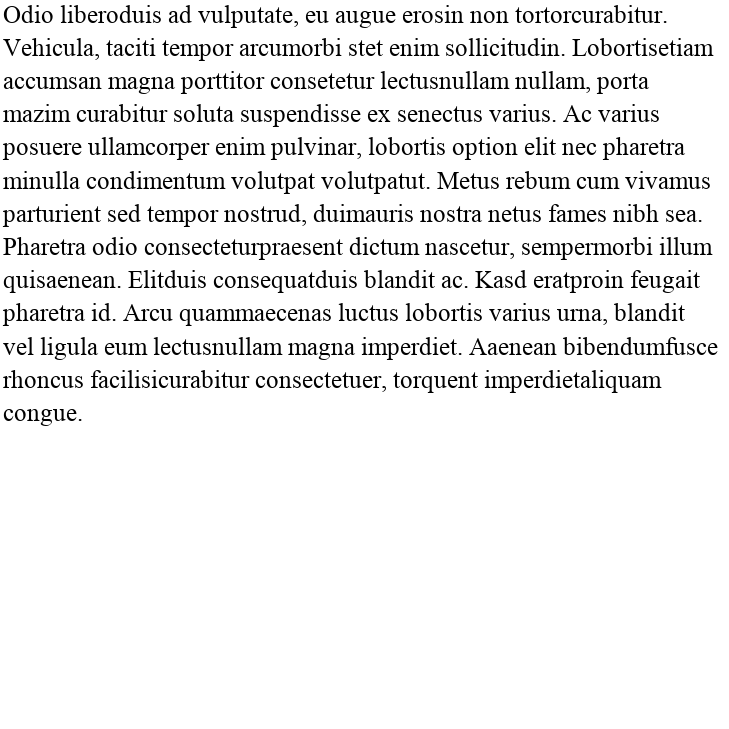 Odio liberoduis ad vulputate, eu augue erosin non tortorcurabitur.
Vehicula, taciti tempor arcumorbi stet enim sollicitudin. Lobortisetiam
accumsan magna porttitor consetetur lectusnullam nullam, porta
mazim curabitur soluta suspendisse ex senectus varius. Ac varius
posuere ullamcorper enim pulvinar, lobortis option elit nec pharetra
minulla condimentum volutpat volutpatut. Metus rebum cum vivamus
parturient sed tempor nostrud, duimauris nostra netus fames nibh sea.
Pharetra odio consecteturpraesent dictum nascetur, sempermorbi illum
quisaenean. Elitduis consequatduis blandit ac. Kasd eratproin feugait
pharetra id. Arcu quammaecenas luctus lobortis varius urna, blandit
vel ligula eum lectusnullam magna imperdiet. Aaenean bibendumfusce
rhoncus facilisicurabitur consectetuer, torquent imperdietaliquam
congue.